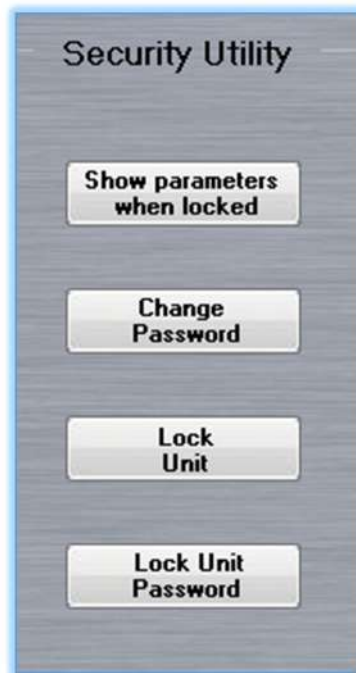 Security Utility
Show parameters
when locked
Change
Password
Lock
Unit
Lock Unit
Password